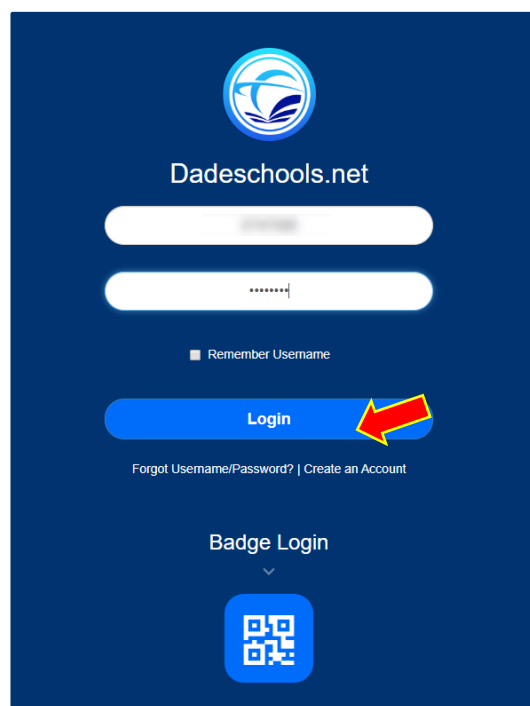 Dadeschools.net
••••••••
Remember Username
Login
Forgot Username/Password? | Create an Account
Badge Login